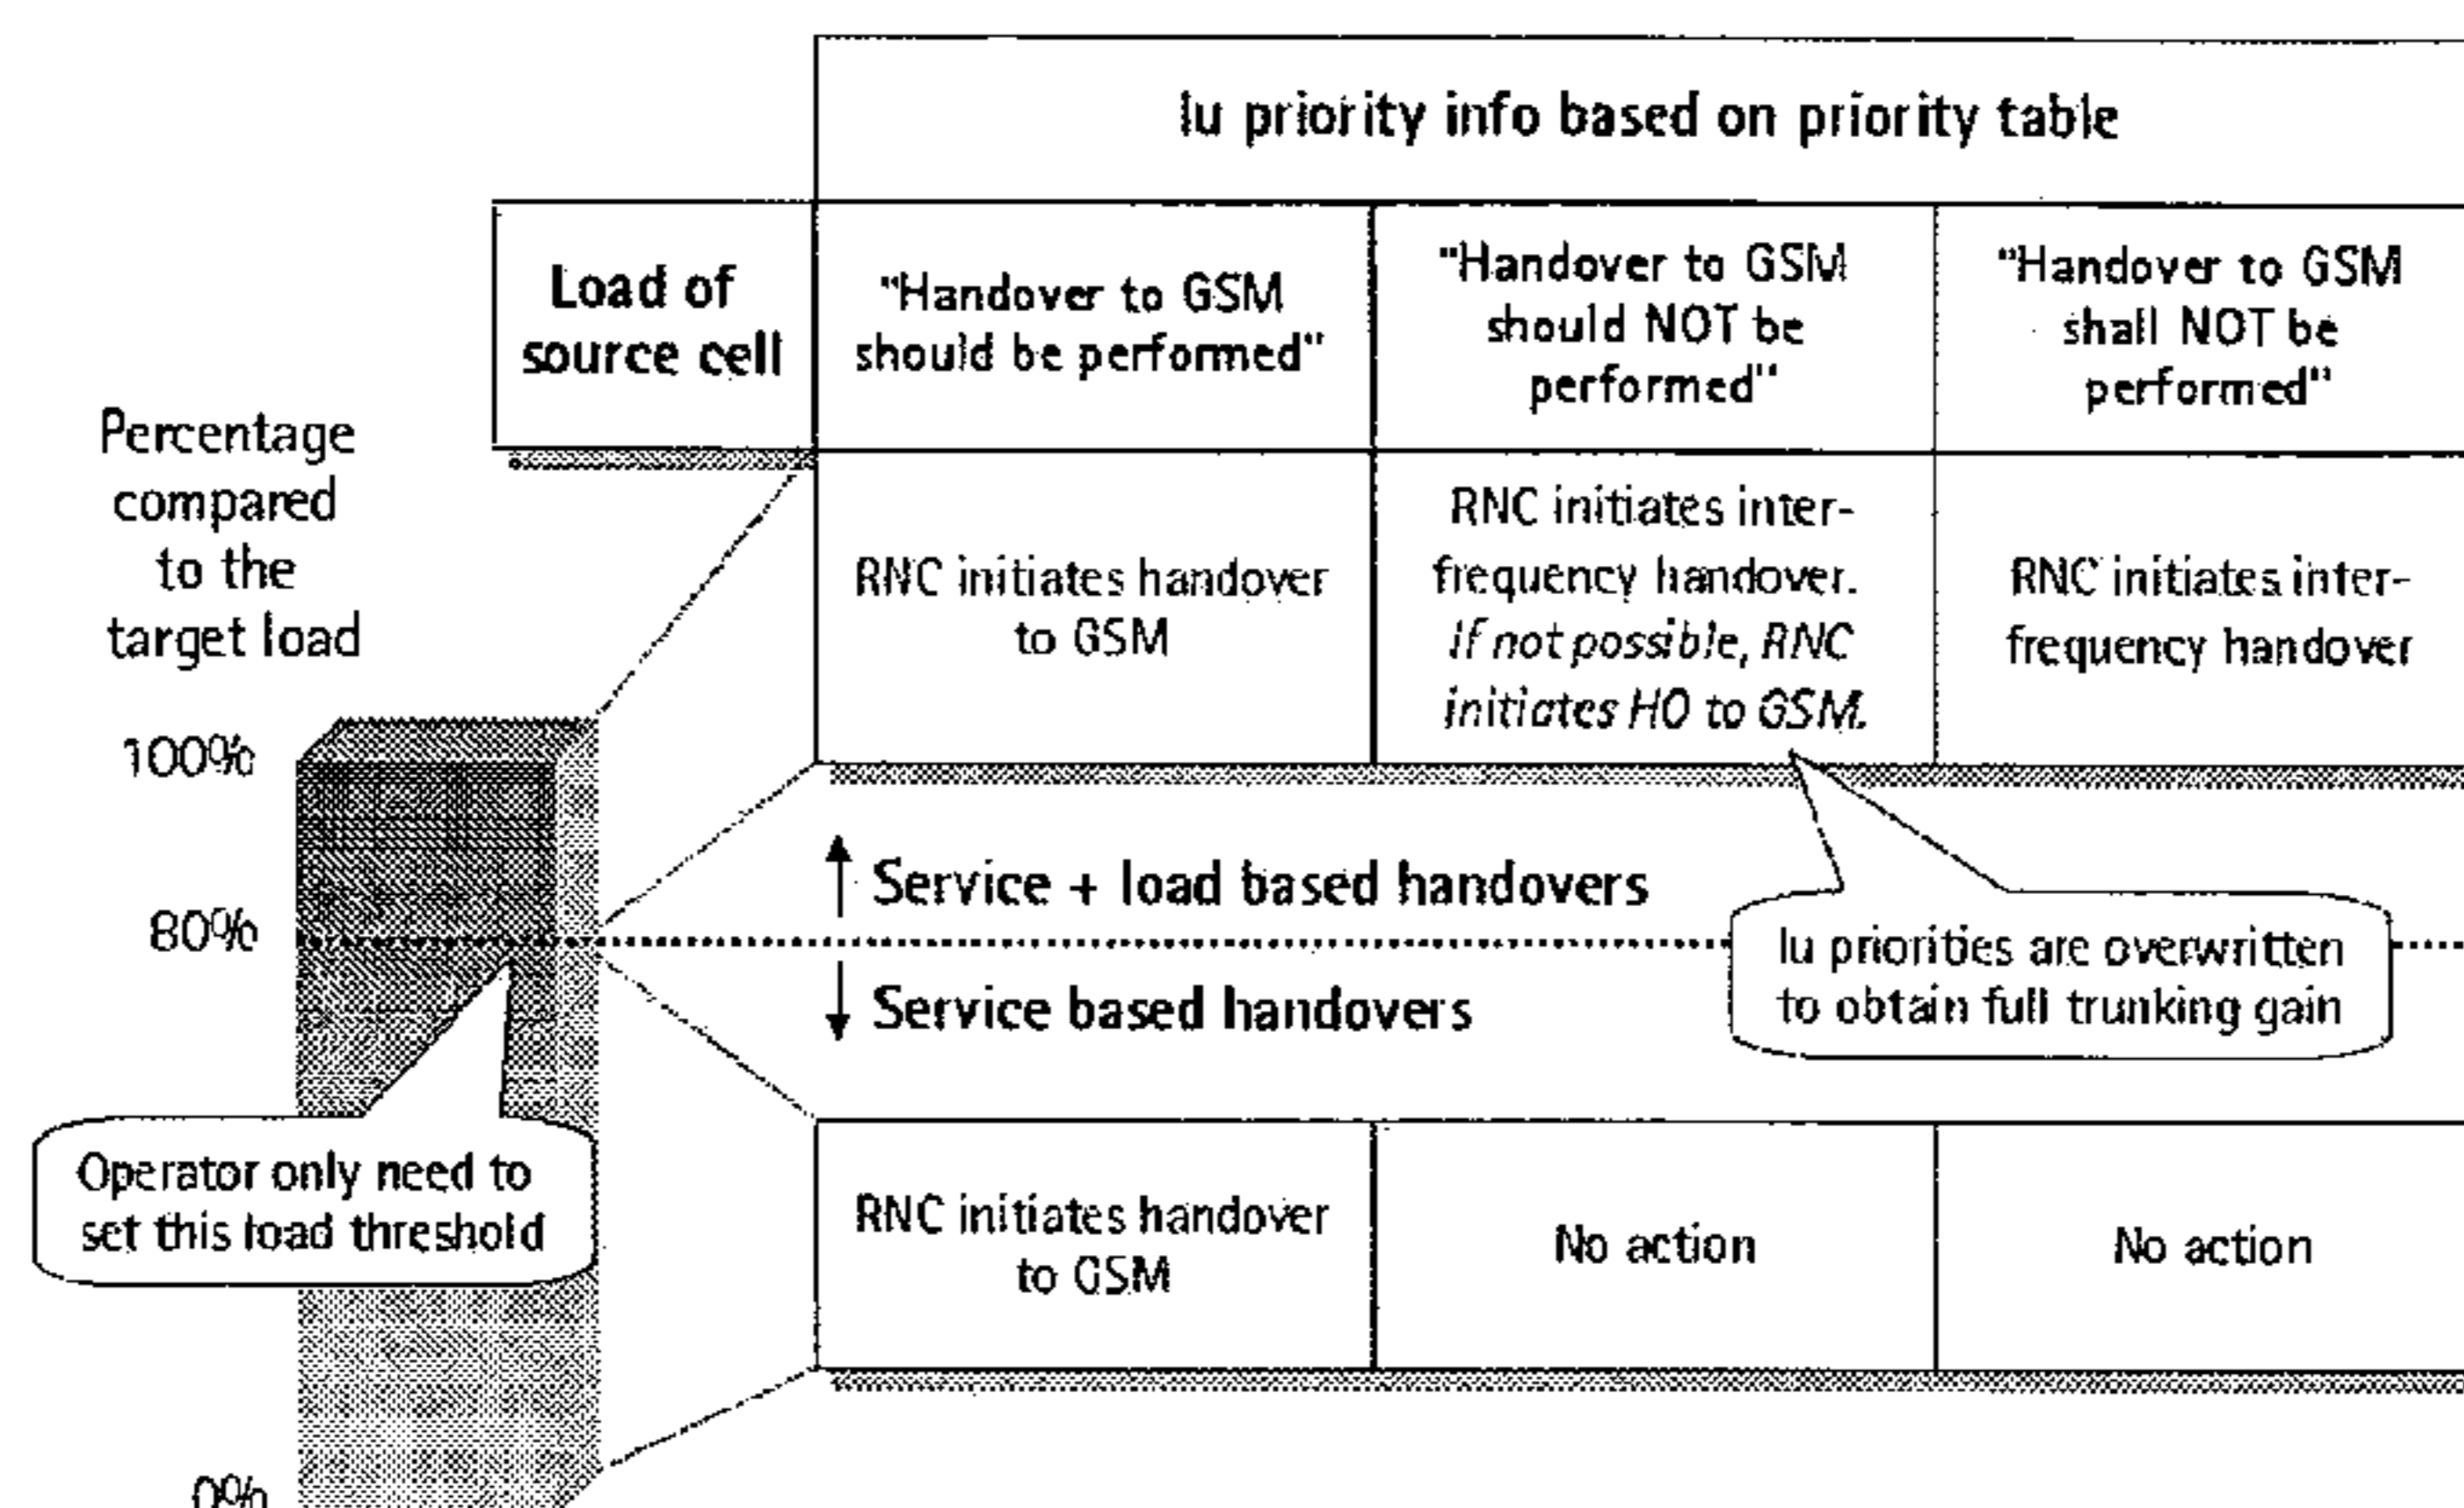 Iu priority info based on priority table
Load of
source cell
"Handover to GSM
should be performed"
"Handover to GSM
should NOT be
performed"
"Handover to GSM
shall NOT be
performed"
Percentage
compared
to the
target load
RNC initiates handover
to GSM
RNC initiates inter-
frequency handover.
If not possible, RNC
initiates HO to GSM.
RNC initiates inter-
frequency handover
100%
80%
Service + load based handovers
Service based handovers
Iu priorities are overwritten
to obtain full trunking gain
Operator only need to
set this load threshold
RNC initiates handover
to GSM
No action
No action
0%